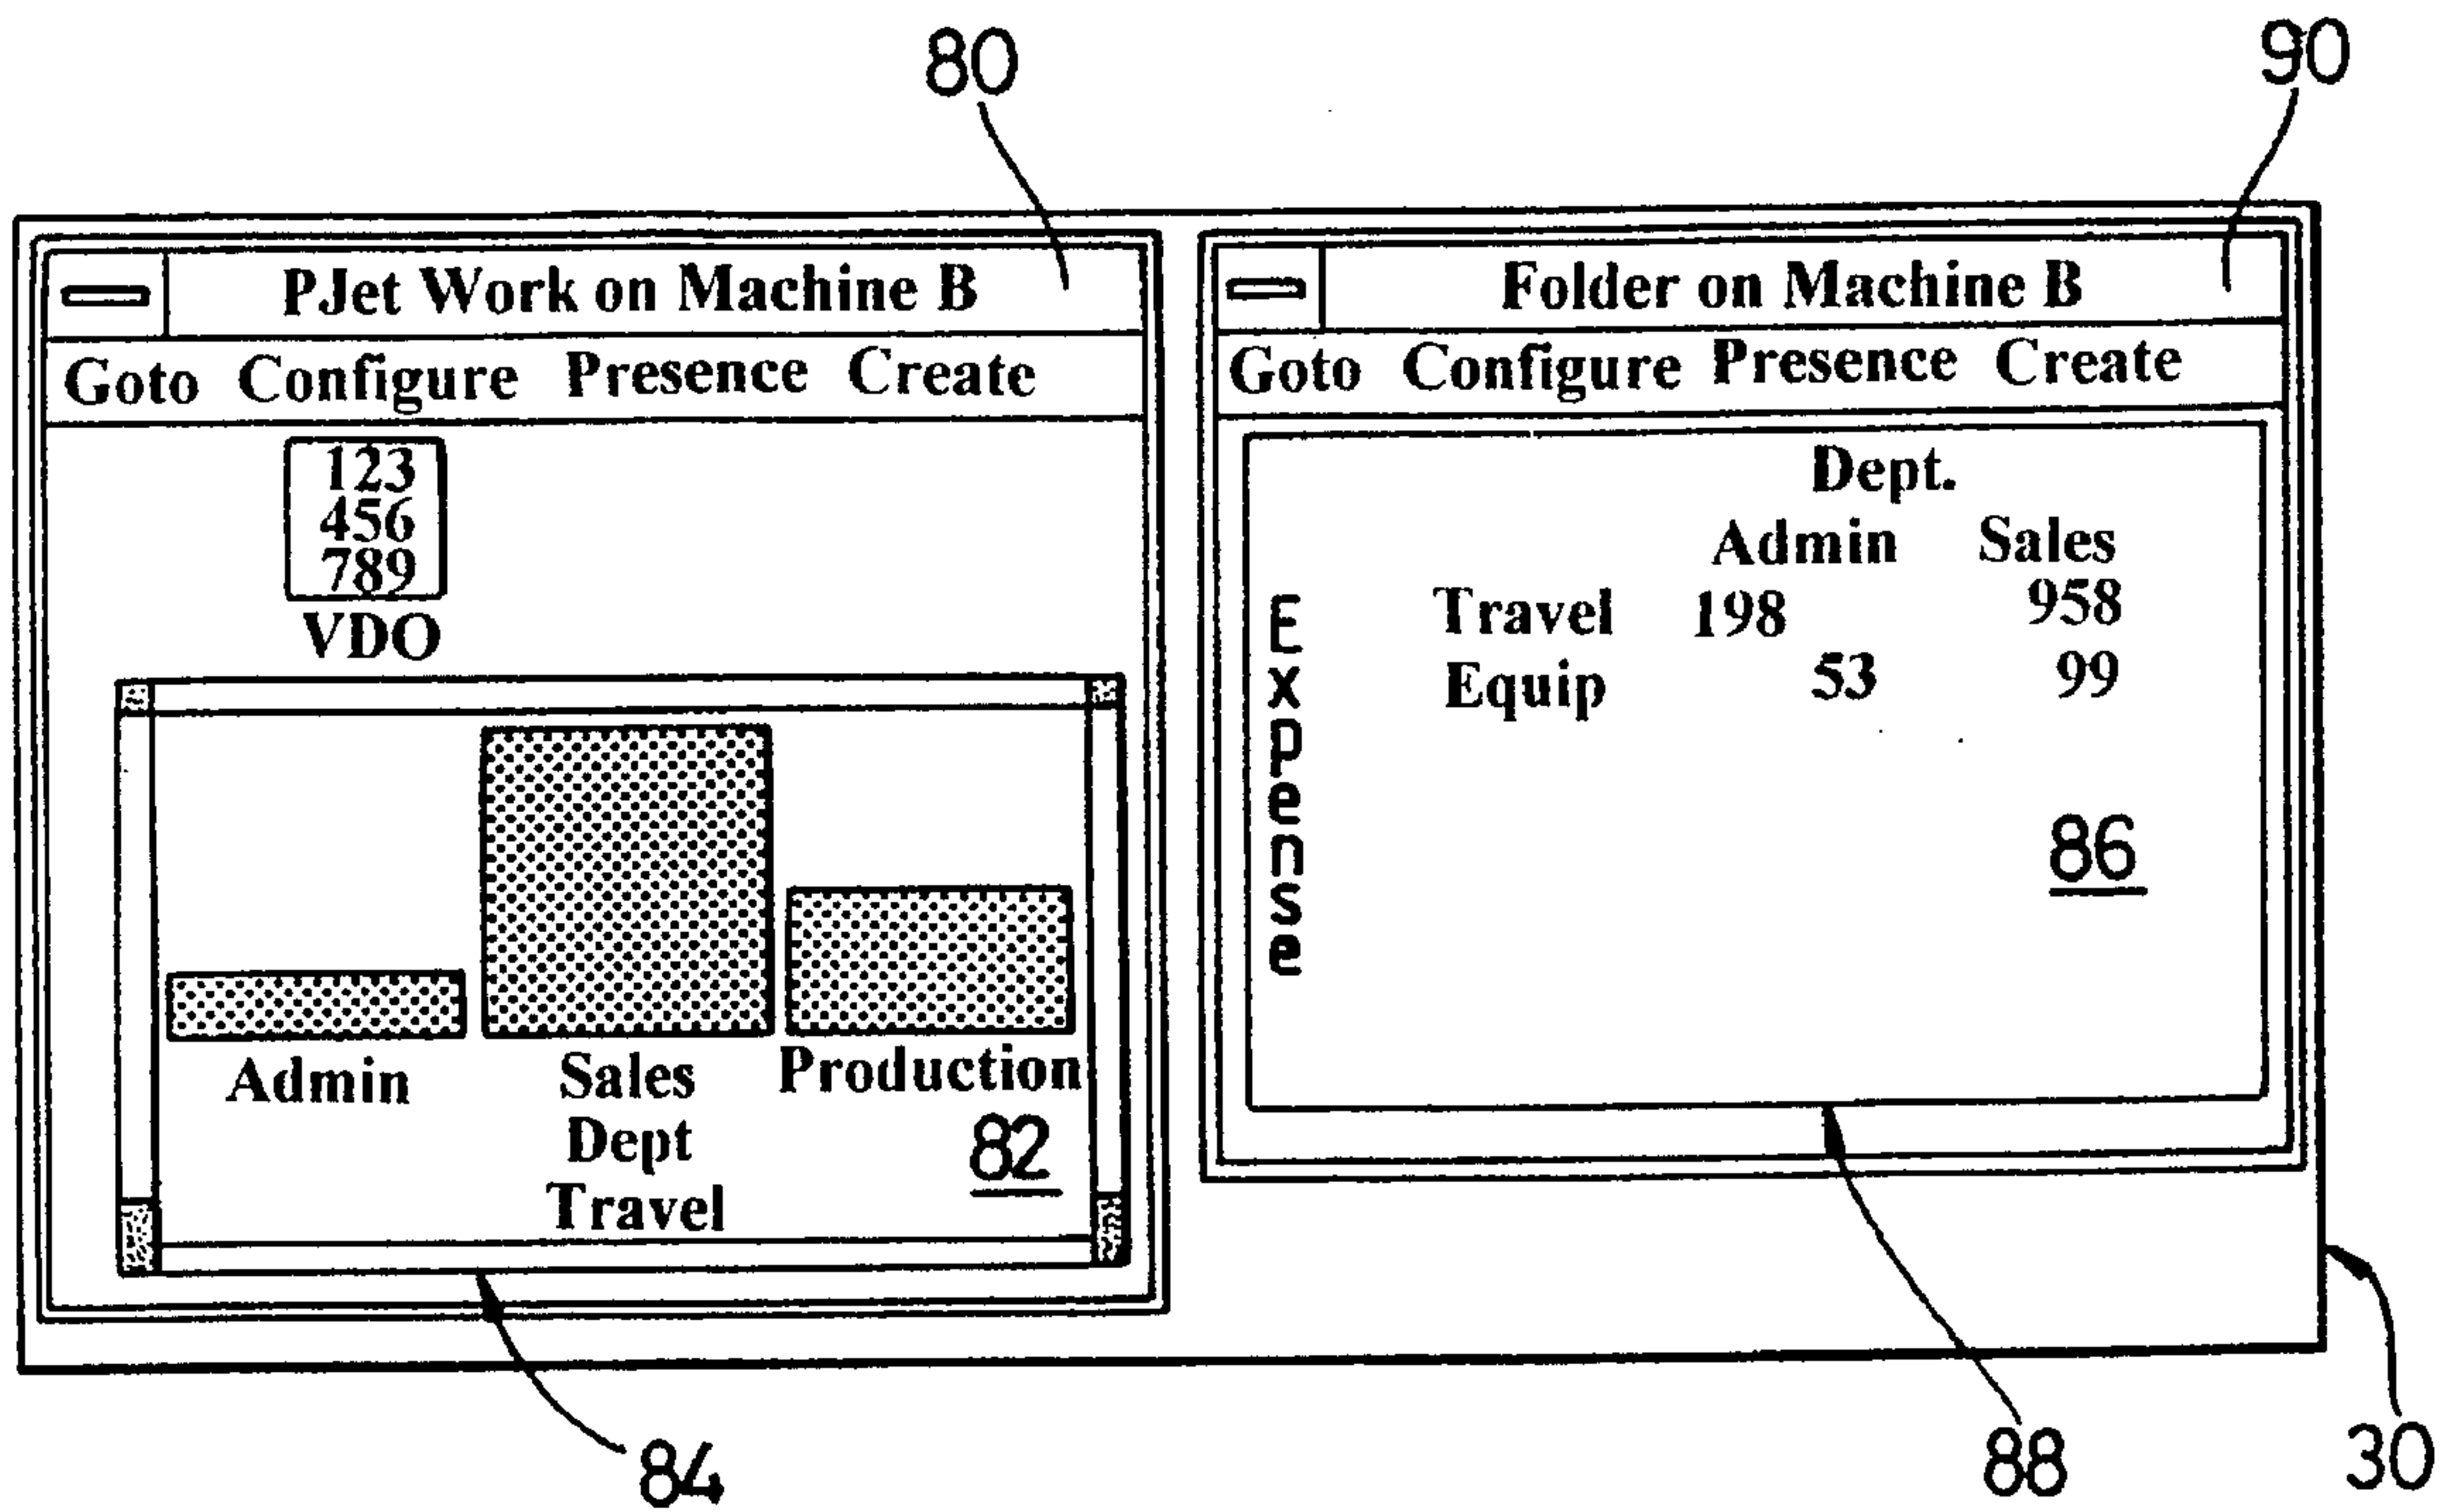 80
90
PJet Work on Machine B
Goto Configure Presence Create
123
456
789
VDO
Admin
Sales
Production
Dept
Travel
82
Folder on Machine B
Goto Configure Presence Create
Dept.
Admin Sales
Travel 198 958
Equip 53 99
Expense
86
84
88
30